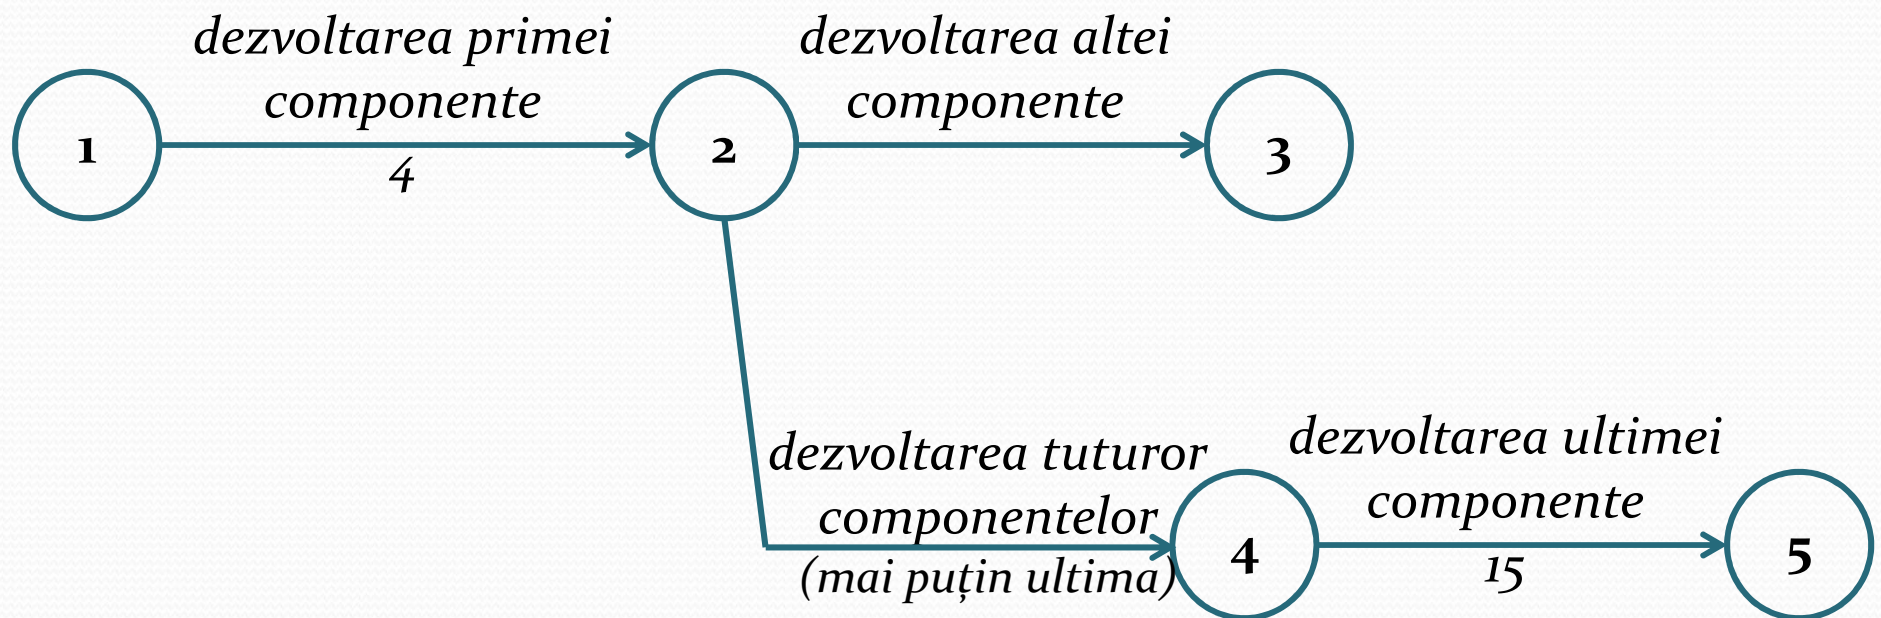 dezvoltarea primei
componente
4
dezvoltarea altei
componente
1
2
3
dezvoltarea tuturor
componentelor
(mai puțin ultima)
4
dezvoltarea ultimei
componente
15
5